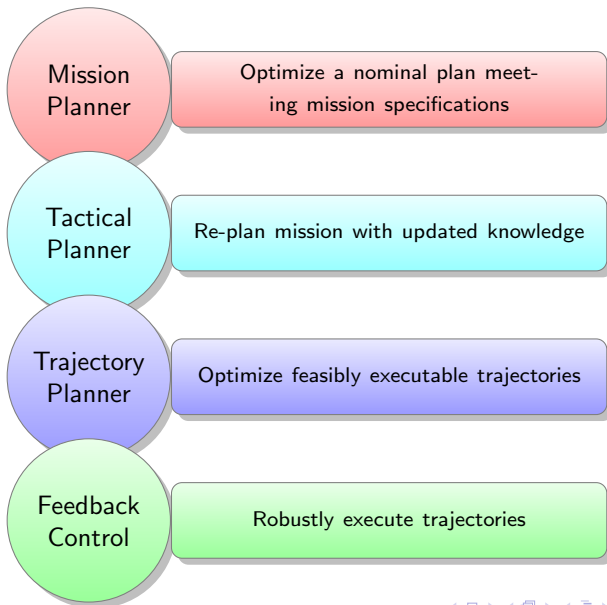 Mission
Planner
Optimize a nominal plan meet-
ing mission specifications
Tactical
Planner
Re-plan mission with updated knowledge
Trajectory
Planner
Optimize feasibly executable trajectories
Feedback
Control
Robustly execute trajectories